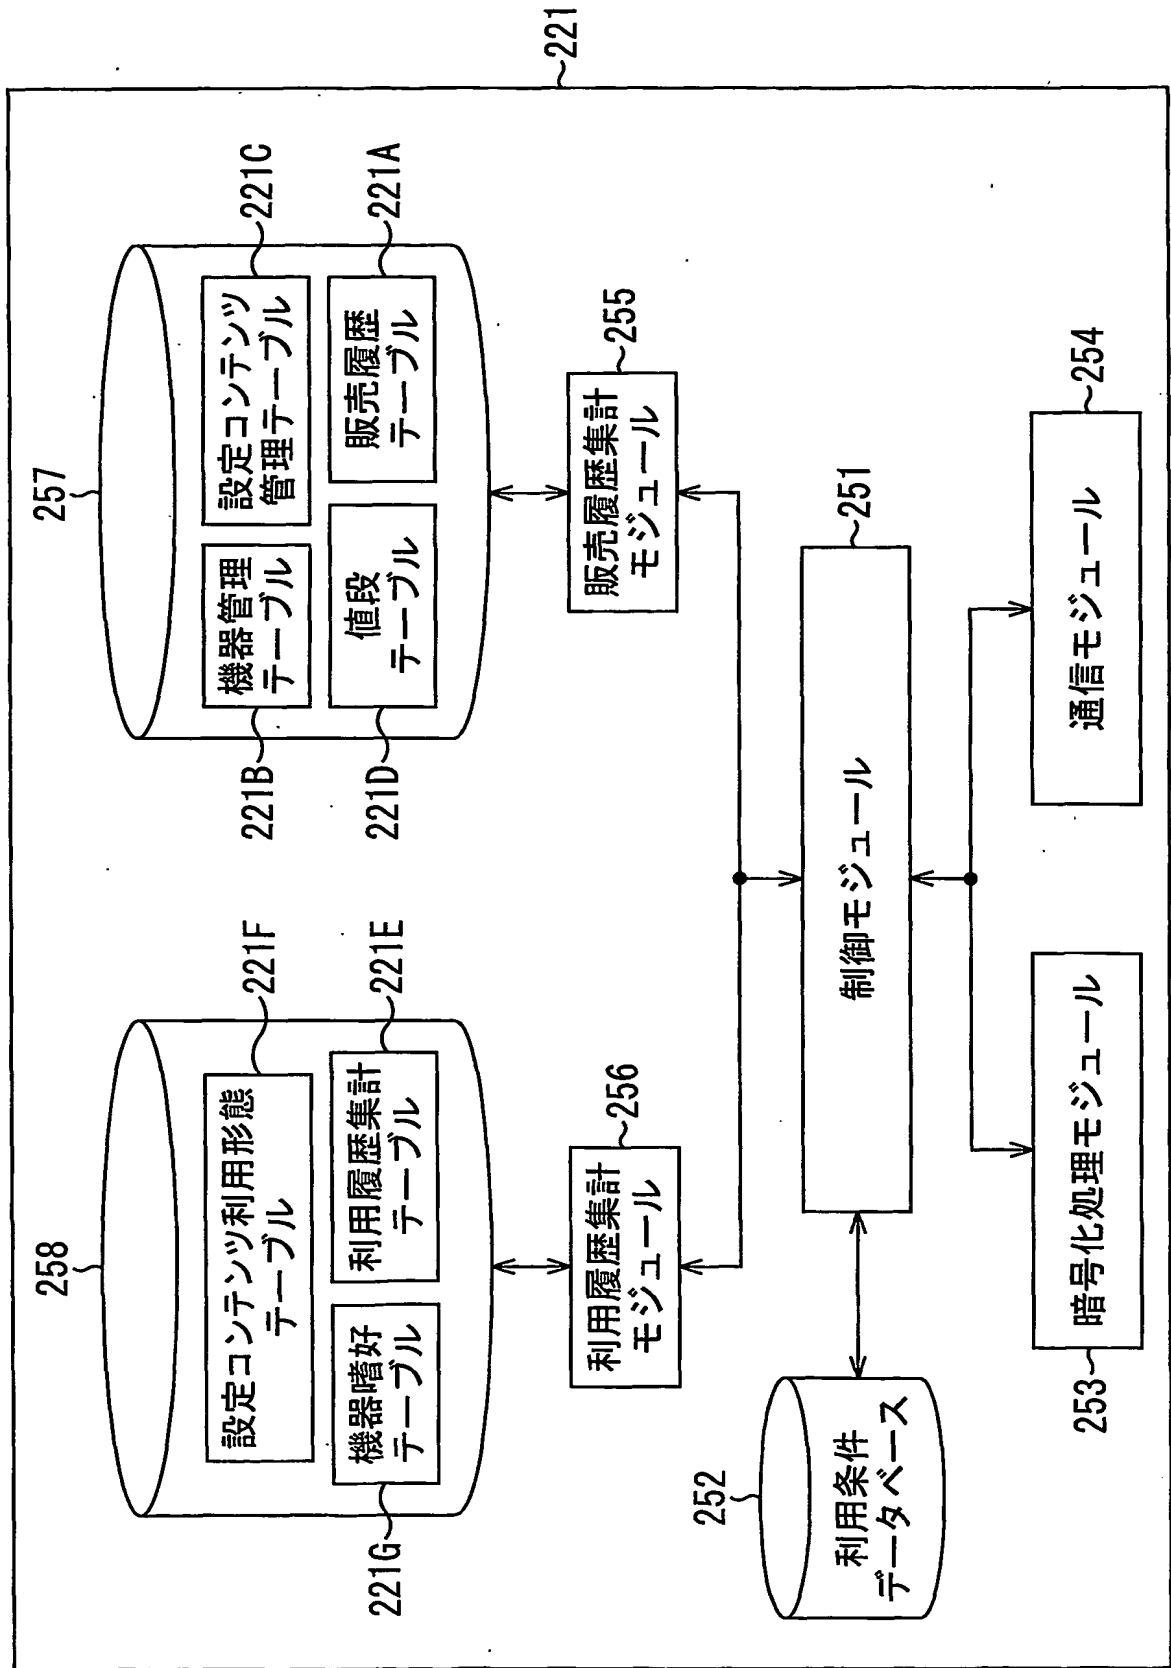 258
設定コンテンツ利用形態
テーブル
221F
機器嗜好
テーブル
221G
利用履歴集計
テーブル
221E
257
機器管理
テーブル
221B
設定コンテンツ
管理テーブル
221C
値段
テーブル
221D
販売履歴
テーブル
221A
利用履歴集計
モジュール
256
販売履歴集計
モジュール
255
252
利用条件
データベース
制御モジュール
251
暗号化処理モジュール
253
通信モジュール
254
221